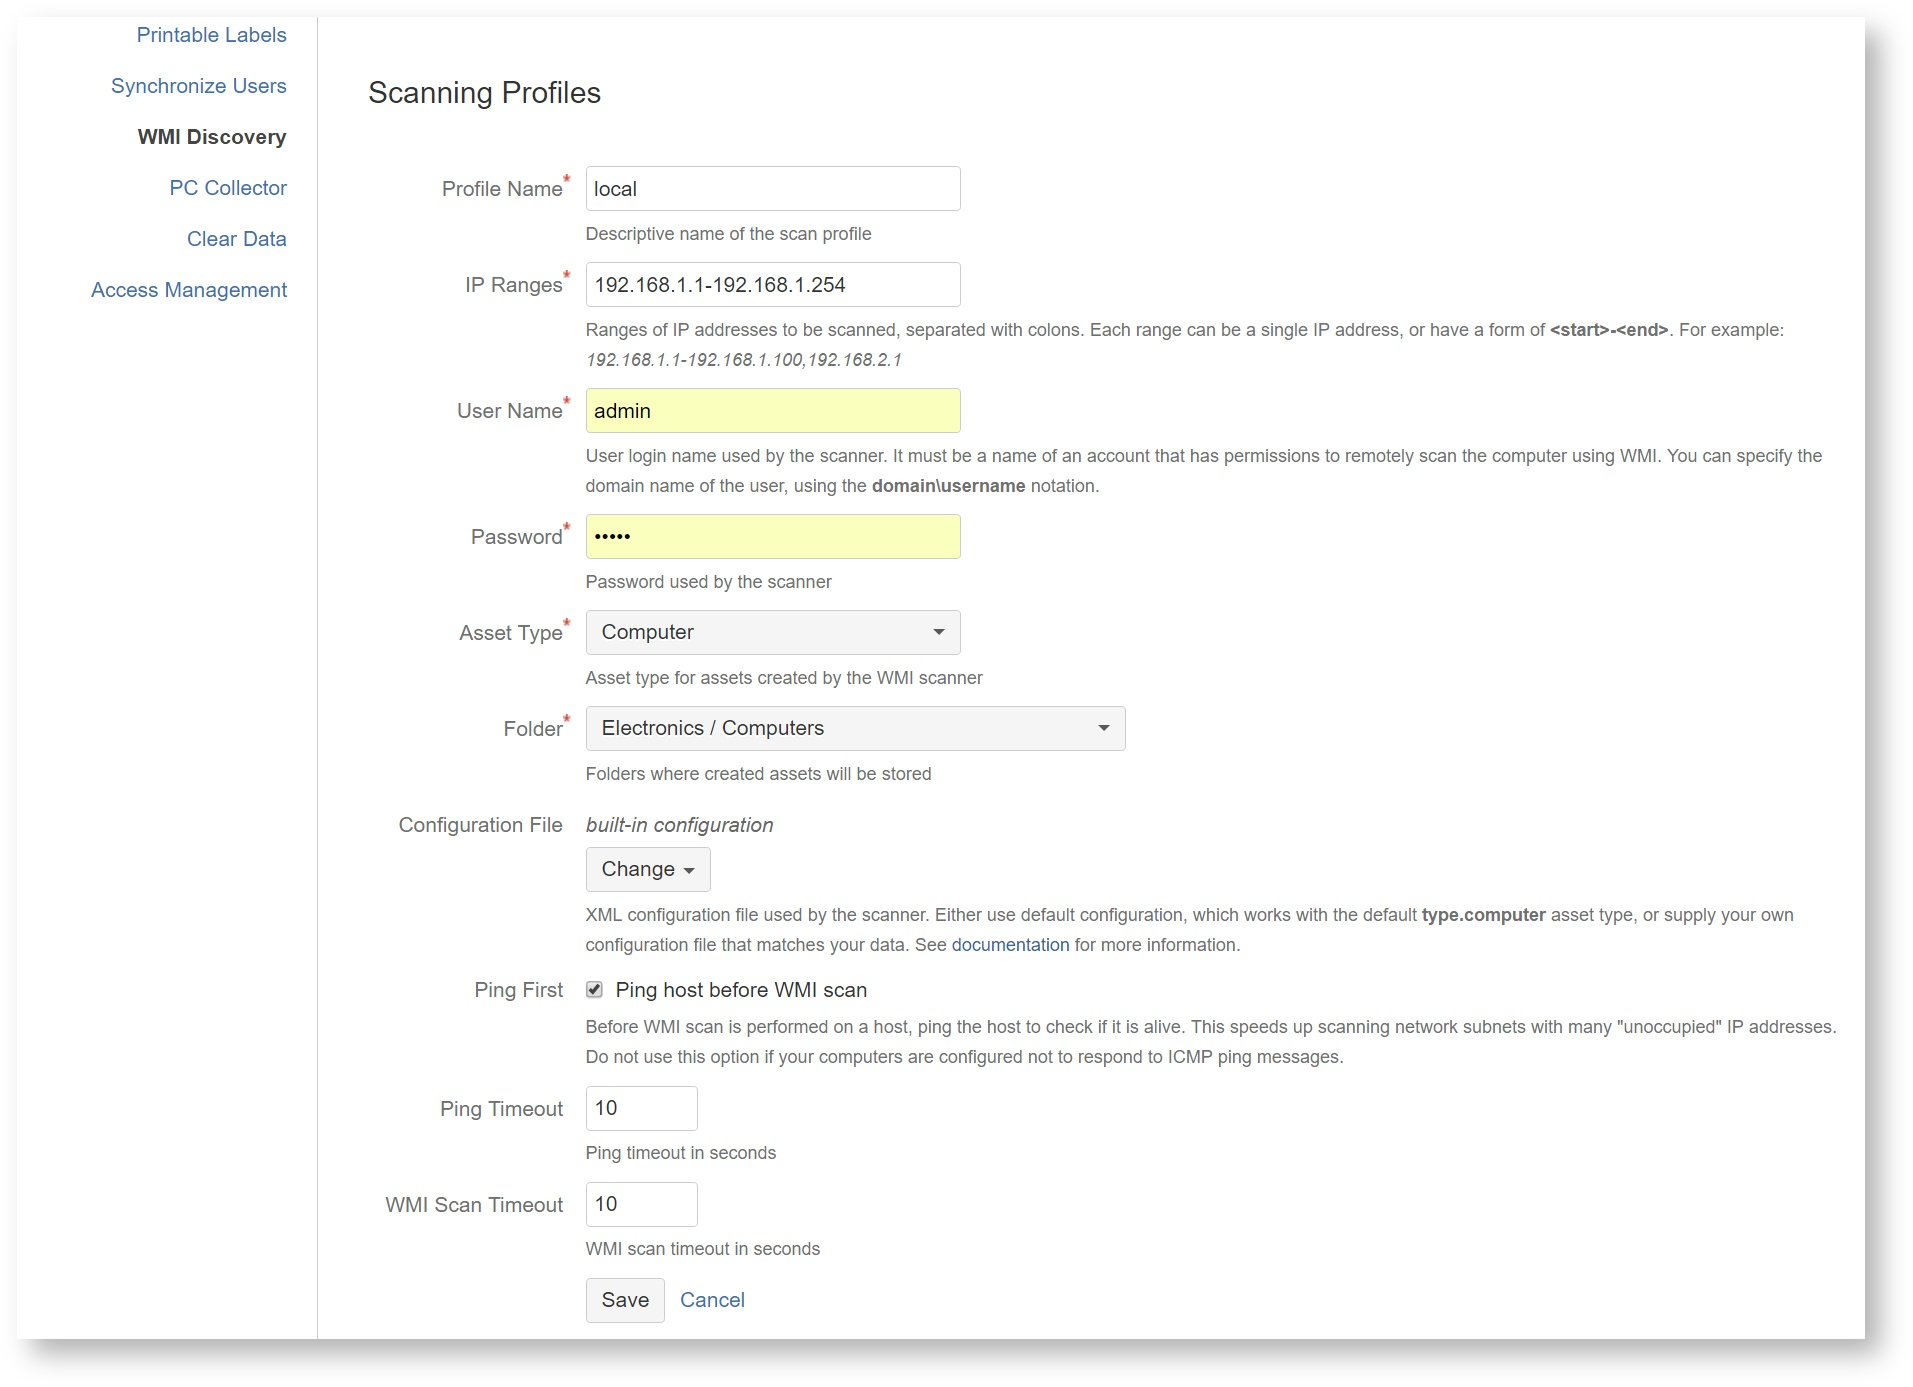 Printable Labels
Synchronize Users
WMI Discovery
PC Collector
Clear Data
Access Management
Scanning Profiles
Profile Name* local
Descriptive name of the scan profile
IP Ranges* 192.168.1.1-192.168.1.254
Ranges of IP addresses to be scanned, separated with colons. Each range can be a single IP address, or have a form of <start>-<end>. For example:
192.168.1.1-192.168.1.100,192.168.2.1
User Name* admin
User login name used by the scanner. It must be a name of an account that has permissions to remotely scan the computer using WMI. You can specify the
domain name of the user, using the domain\username notation.
Password* •••••
Password used by the scanner
Asset Type* Computer
Asset type for assets created by the WMI scanner
Folder* Electronics / Computers
Folders where created assets will be stored
Configuration File built-in configuration
Change
XML configuration file used by the scanner. Either use default configuration, which works with the default type.computer asset type, or supply your own
configuration file that matches your data. See documentation for more information.
Ping First Ping host before WMI scan
Before WMI scan is performed on a host, ping the host to check if it is alive. This speeds up scanning network subnets with many "unoccupied" IP addresses.
Do not use this option if your computers are configured not to respond to ICMP ping messages.
Ping Timeout 10
Ping timeout in seconds
WMI Scan Timeout 10
WMI scan timeout in seconds
Save Cancel